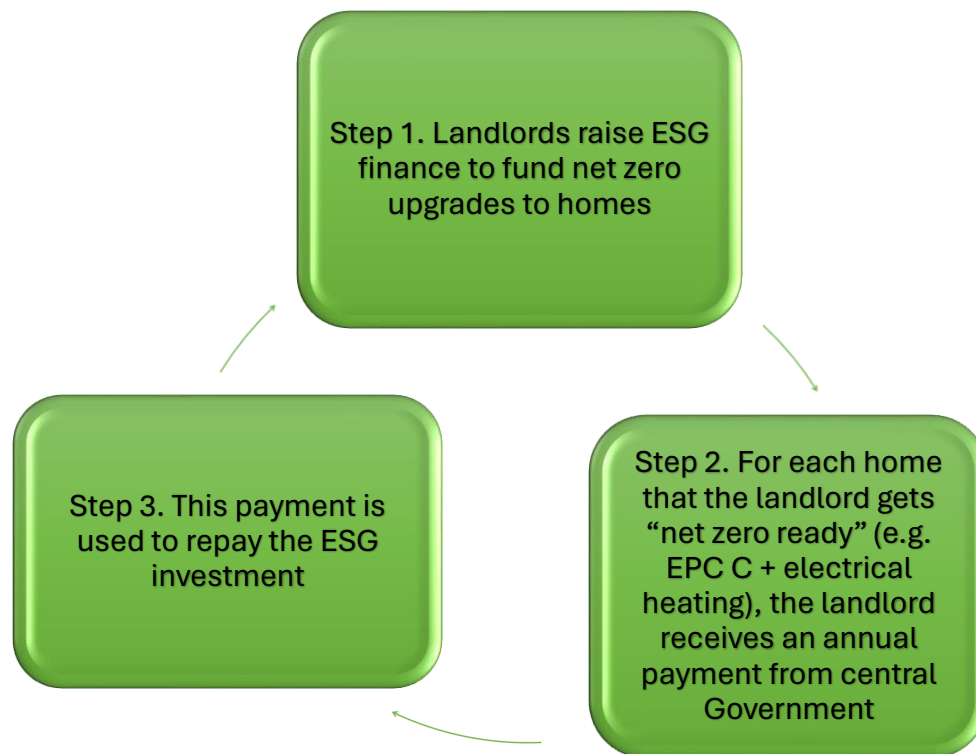 Step 1. Landlords raise ESG
finance to fund net zero
upgrades to homes
Step 2. For each home
that the landlord gets
“net zero ready” (e.g.
EPC C + electrical
heating), the landlord
receives an annual
payment from central
Government
Step 3. This payment is
used to repay the ESG
investment